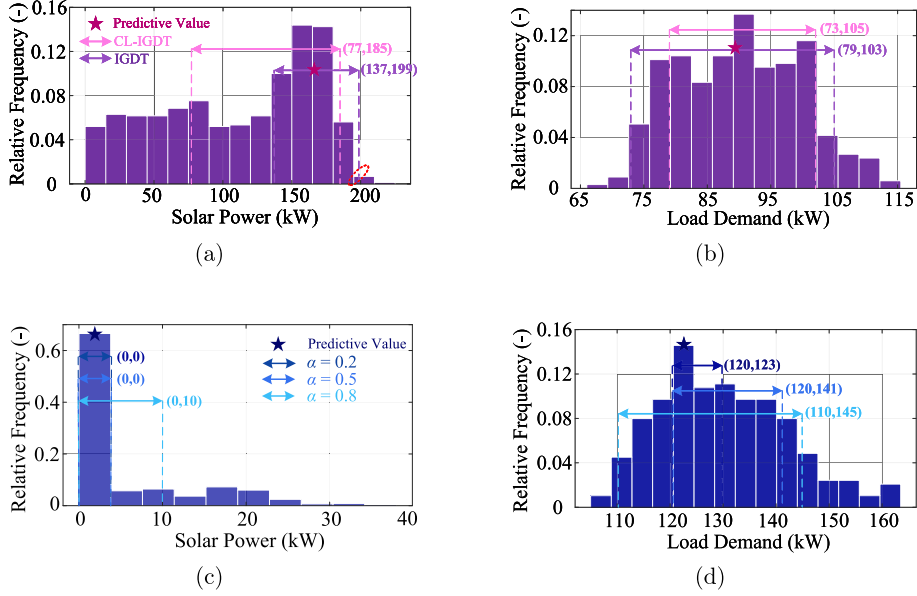 Relative Frequency (-)
0.16
0.12
0.08
0.04
0
Predictive Value
CL-IGDT
IGDT
(77,185)
(137,199)
0
50
100
150
200
Solar Power (kW)
(a)
Relative Frequency (-)
0.12
0.08
0.04
0
(73,105)
(79,103)
65
75
85
95
105
115
Load Demand (kW)
(b)
Relative Frequency (-)
0.6
0.4
0.2
0
(0,0)
(0,0)
(0,10)
Predictive Value
α = 0.2
α = 0.5
α = 0.8
0
10
20
30
40
Solar Power (kW)
(c)
Relative Frequency (-)
0.16
0.12
0.08
0.04
0
(120,123)
(120,141)
(110,145)
110
120
130
140
150
160
Load Demand (kW)
(d)